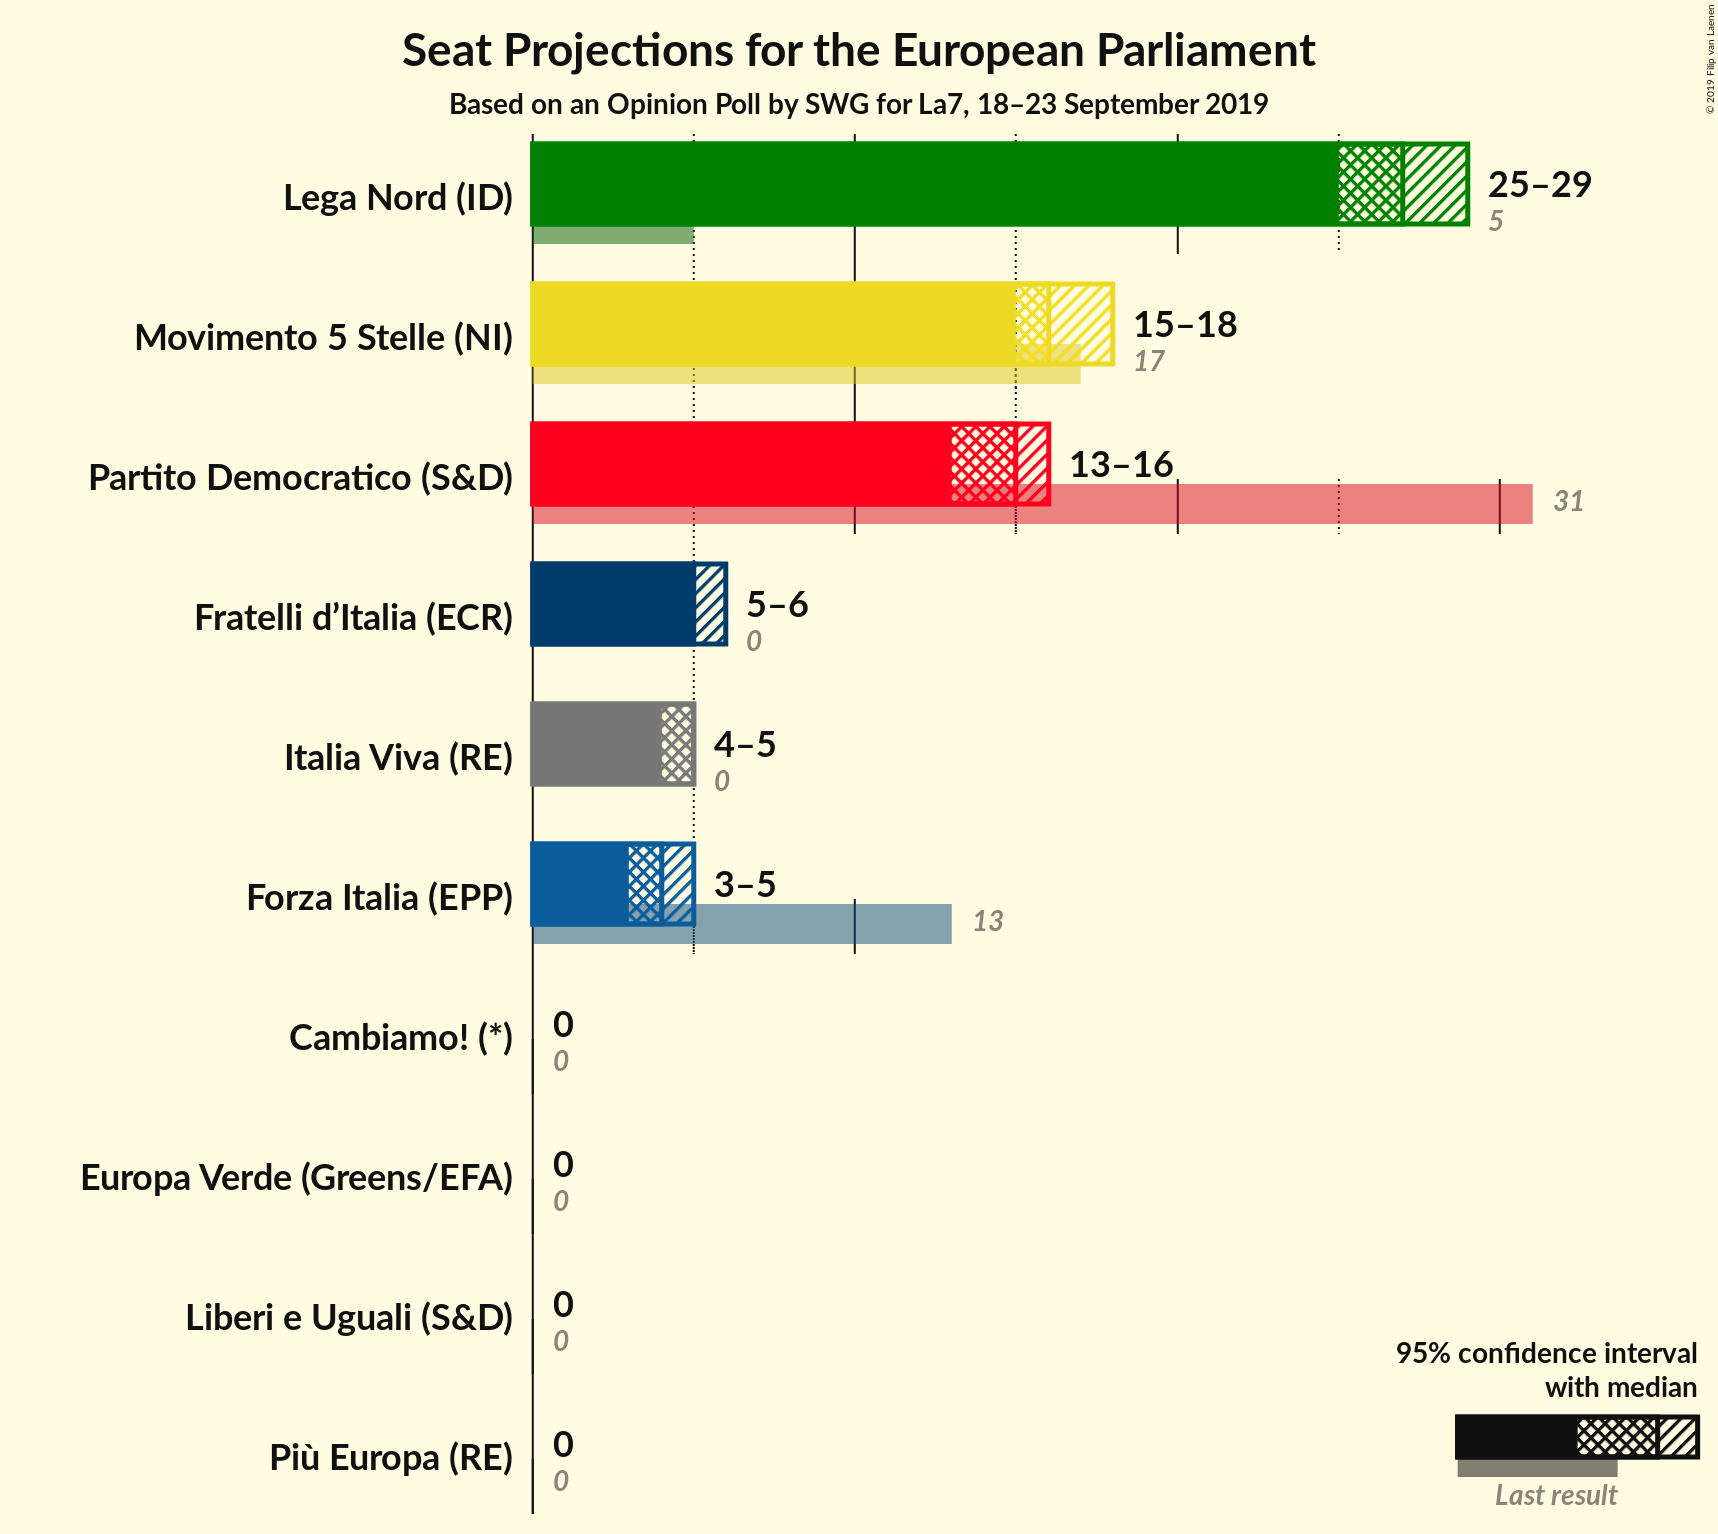 Seat Projections for the European Parliament
Based on an Opinion Poll by SWG for La7, 18–23 September 2019
© 2019 Filip van Laenen
Lega Nord (ID)
25–29
5
Movimento 5 Stelle (NI)
15–18
17
Partito Democratico (S&D)
13–16
31
Fratelli d’Italia (ECR)
5–6
0
Italia Viva (RE)
4–5
0
Forza Italia (EPP)
3–5
13
Cambiamo! (*)
0
0
Europa Verde (Greens/EFA)
0
0
Liberi e Uguali (S&D)
0
0
Più Europa (RE)
0
0
95% confidence interval
with median
Last result